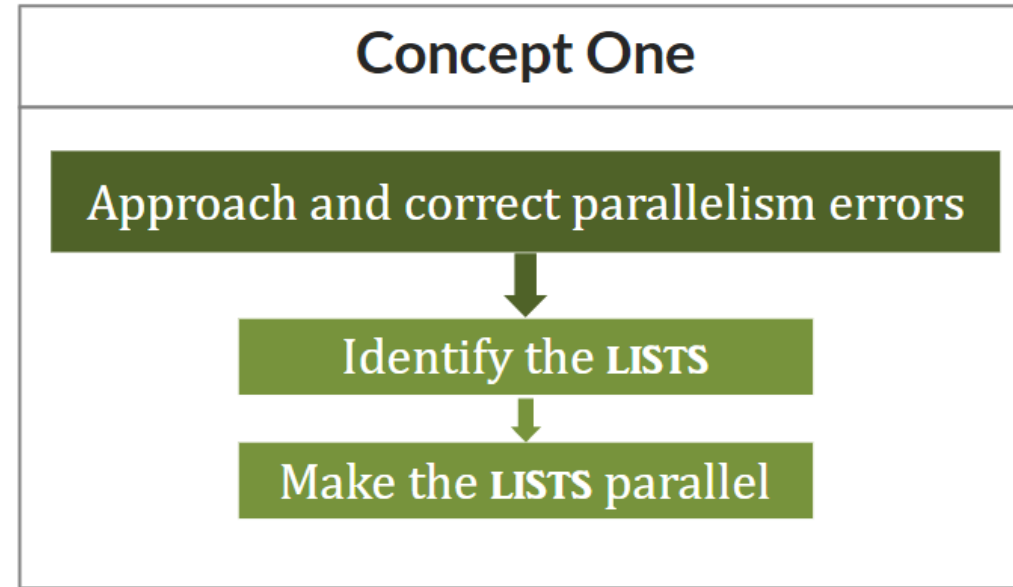 Concept One
Approach and correct parallelism errors
Identify the LISTS
Make the LISTS parallel